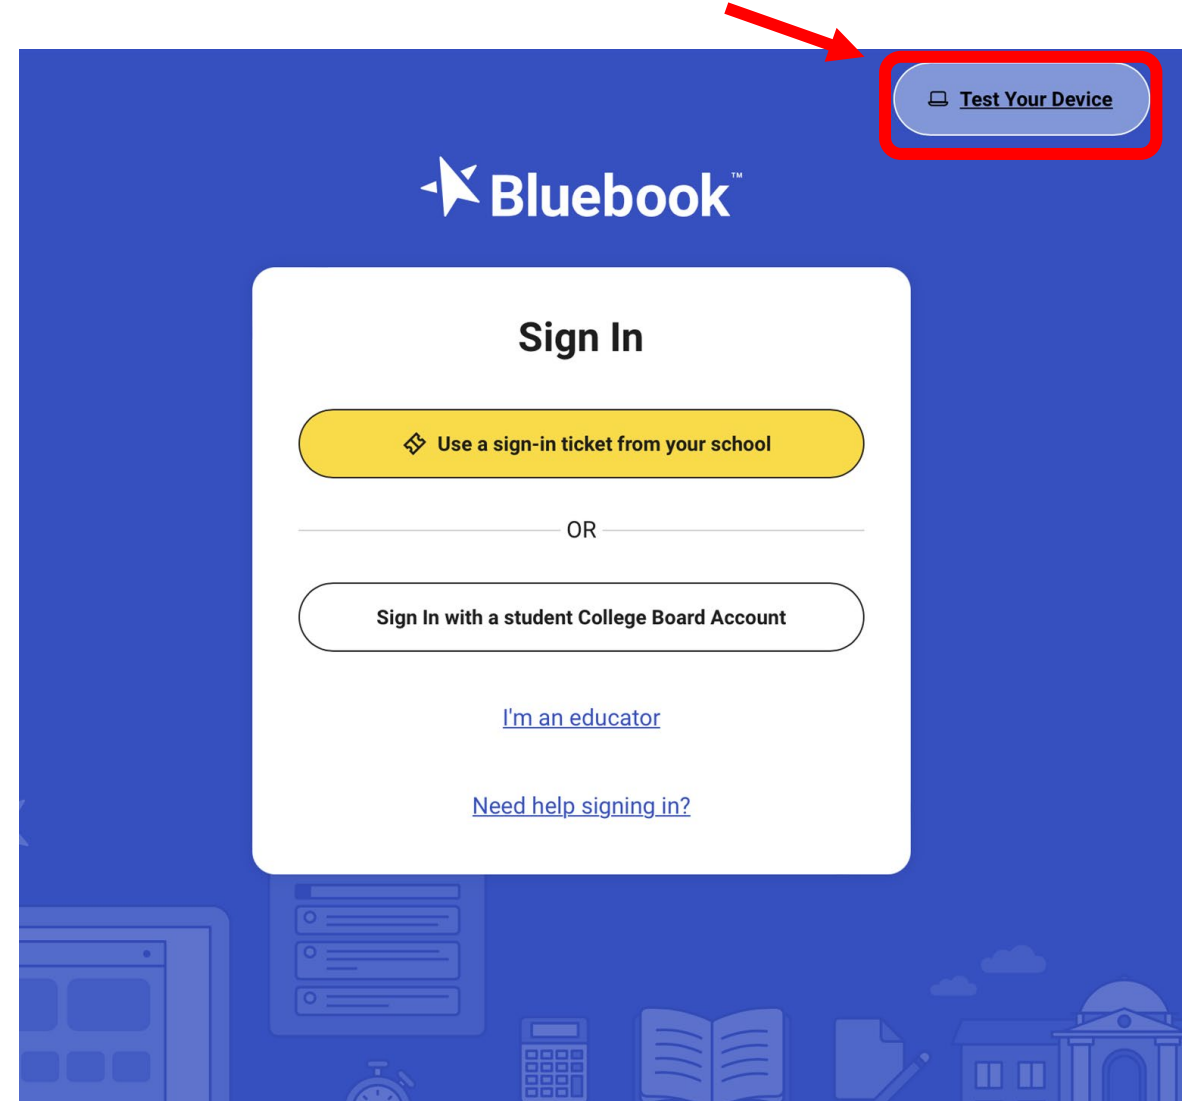 Test Your Device
Bluebook™
Sign In
Use a sign-in ticket from your school
OR
Sign In with a student College Board Account
I'm an educator
Need help signing in?